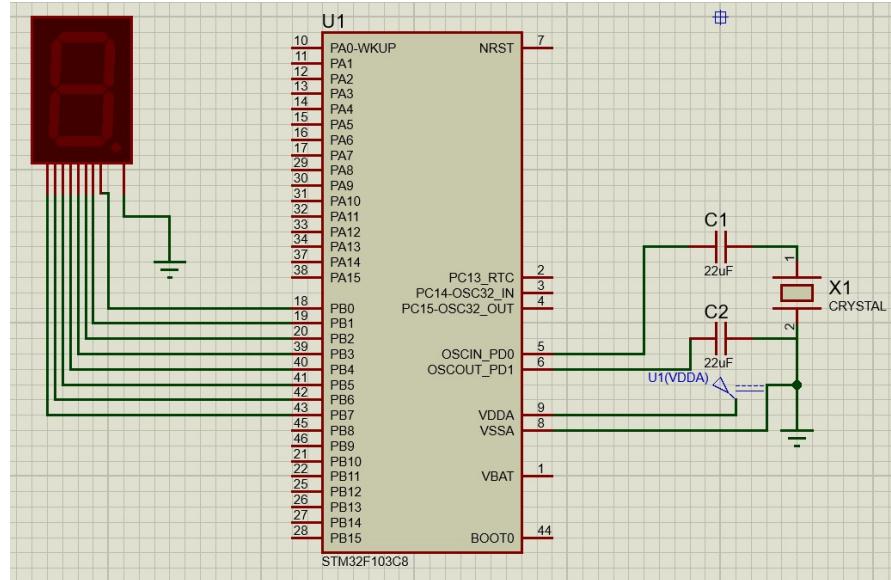 U1
10 PA0-WKUP NRST 7
11 PA1
12 PA2
13 PA3
14 PA4
15 PA5
16 PA6
17 PA7
29 PA8
30 PA9
31 PA10
32 PA11
33 PA12
34 PA13
37 PA14
38 PA15
PC13_RTC 2
PC14-OSC32_IN 3
PC15-OSC32_OUT 4
18 PB0
19 PB1
20 PB2
39 PB3 OSCIN_PD0 5
40 PB4 OSCOUT_PD1 6
41 PB5
42 PB6
43 PB7 VDDA 9
45 PB8 VSSA 8
46 PB9
21 PB10
22 PB11 VBAT 1
25 PB12
26 PB13
27 PB14
28 PB15 BOOT0 44
STM32F103C8
C1
22uF
1
X1
CRYSTAL
2
C2
22uF
U1(VDDA)